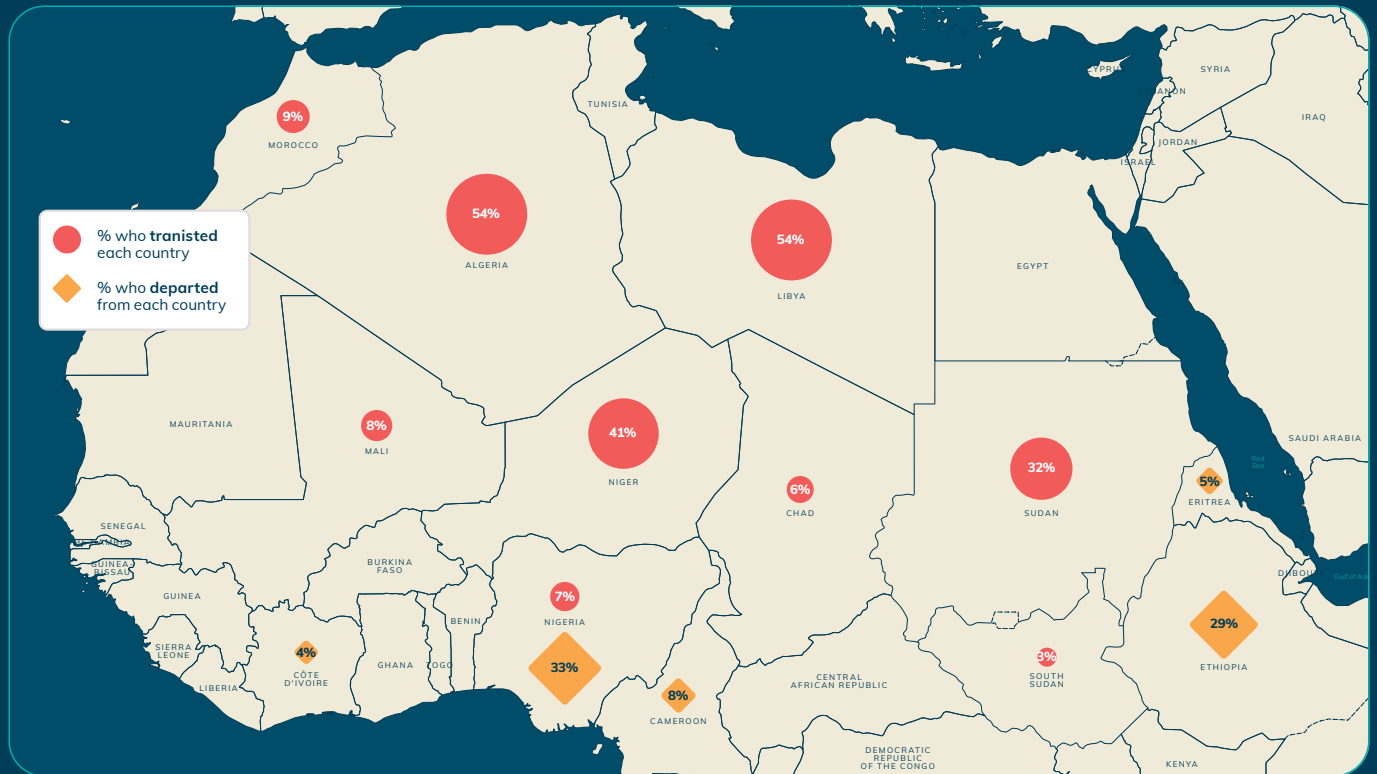 CYPRUS
SYRIA
LEBANON
TUNISIA
9%
IRAQ
MOROCCO
JORDAN
ISRAEL
54%
54%
% who tranisted
each country
ALGERIA
EGYPT
% who departed
from each country
LIBYA
MAURITANIA
8%
41%
SAUDI ARABIA
MALI
Red
Sea
32%
NIGER
6%
5%
ERITREA
CHAD
SUDAN
SENEGAL
GAMBIA
BURKINA
FASO
GUINEA-
BISSAU
DJIBOUTI
Gulf of Aden
GUINEA
7%
NIGERIA
BENIN
29%
SIERRA
LEONE
4%
CÔTE
D'IVOIRE
GHANA
TOGO
33%
3%
SOUTH
SUDAN
ETHIOPIA
LIBERIA
CENTRAL
AFRICAN REPUBLIC
8%
CAMEROON
DEMOCRATIC
REPUBLIC
OF THE CONGO
KENYA